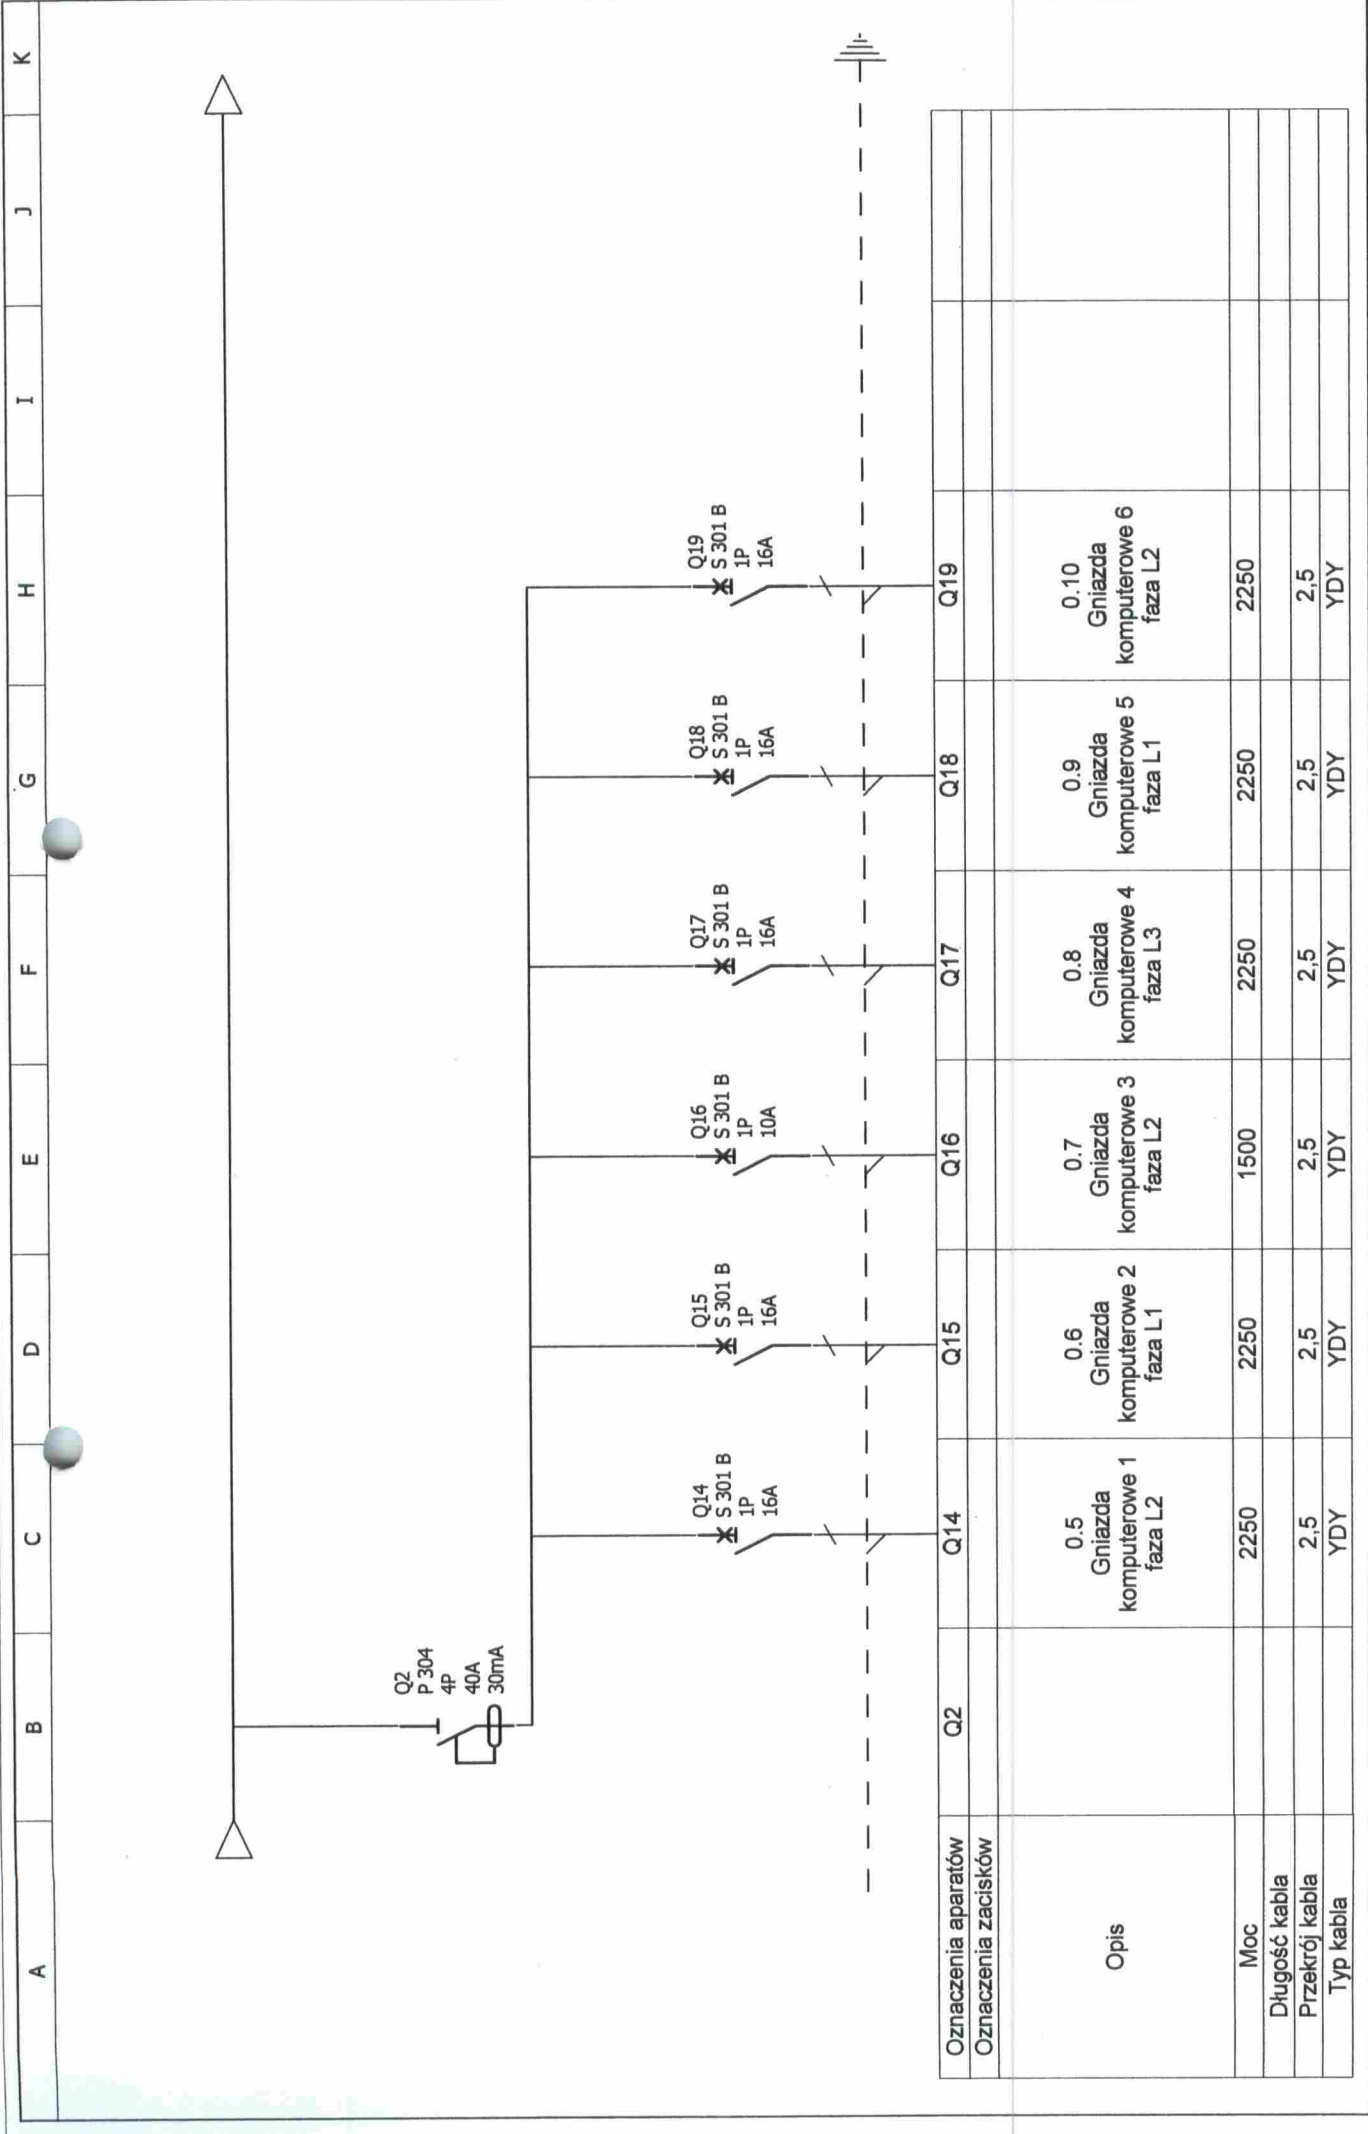 A B C D E F G H I J K
Q2
P 304
4P
40A
30mA
Q14
S 301 B
1P
16A
Q15
S 301 B
1P
16A
Q16
S 301 B
1P
10A
Q17
S 301 B
1P
16A
Q18
S 301 B
1P
16A
Q19
S 301 B
1P
16A
Oznaczenia aparatów Q2 Q14 Q15 Q16 Q17 Q18 Q19
Oznaczenia zacisków
Opis
0.5
Gniazda
komputerowe 1
faza L2
0.6
Gniazda
komputerowe 2
faza L1
0.7
Gniazda
komputerowe 3
faza L2
0.8
Gniazda
komputerowe 4
faza L3
0.9
Gniazda
komputerowe 5
faza L1
0.10
Gniazda
komputerowe 6
faza L2
Moc 2250 2250 1500 2250 2250 2250
Długość kabla
Przekrój kabla 2,5 2,5 2,5 2,5 2,5 2,5
Typ kabla YDY YDY YDY YDY YDY YDY